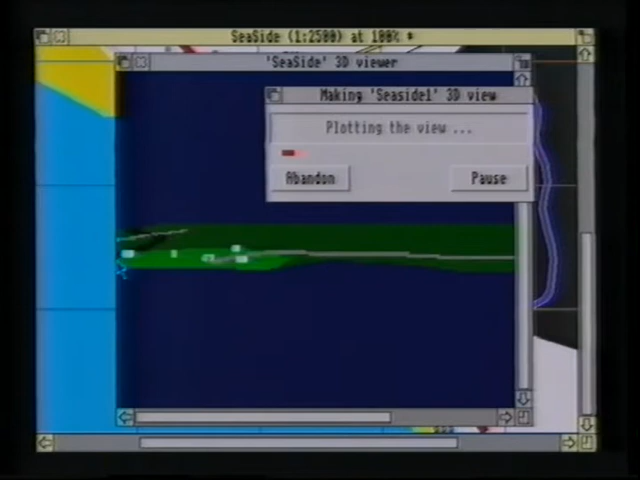 SeaSide (1:2500) at 100% *
'SeaSide' 3D viewer
Making 'Seaside1' 3D view
Plotting the view ...
Abandon
Pause